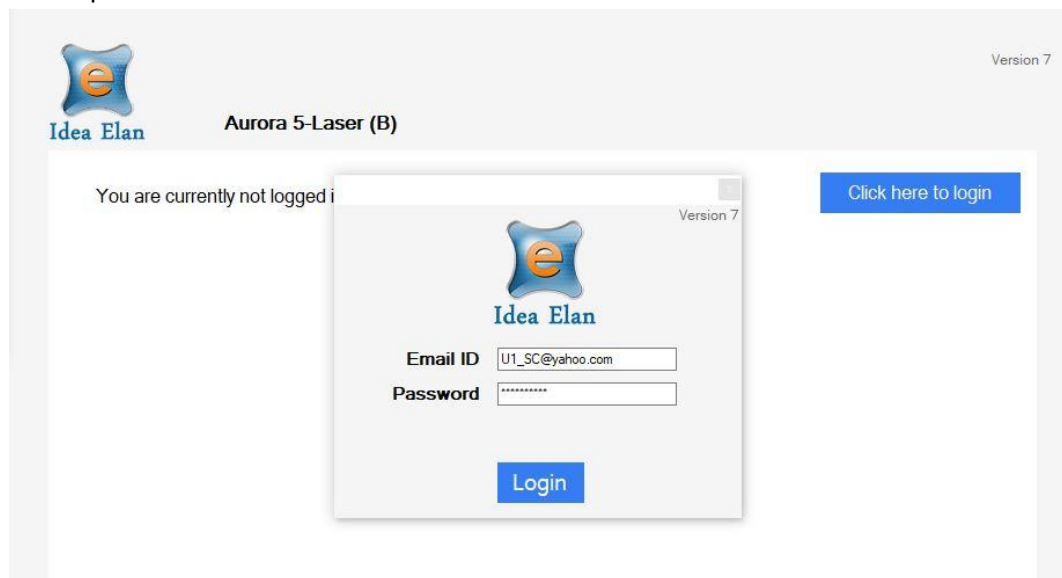 Version 7
e
Idea Elan
Aurora 5-Laser (B)
You are currently not logged i
Click here to login
Version 7
e
Idea Elan
Email ID U1_SC@yahoo.com
Password **********
Login